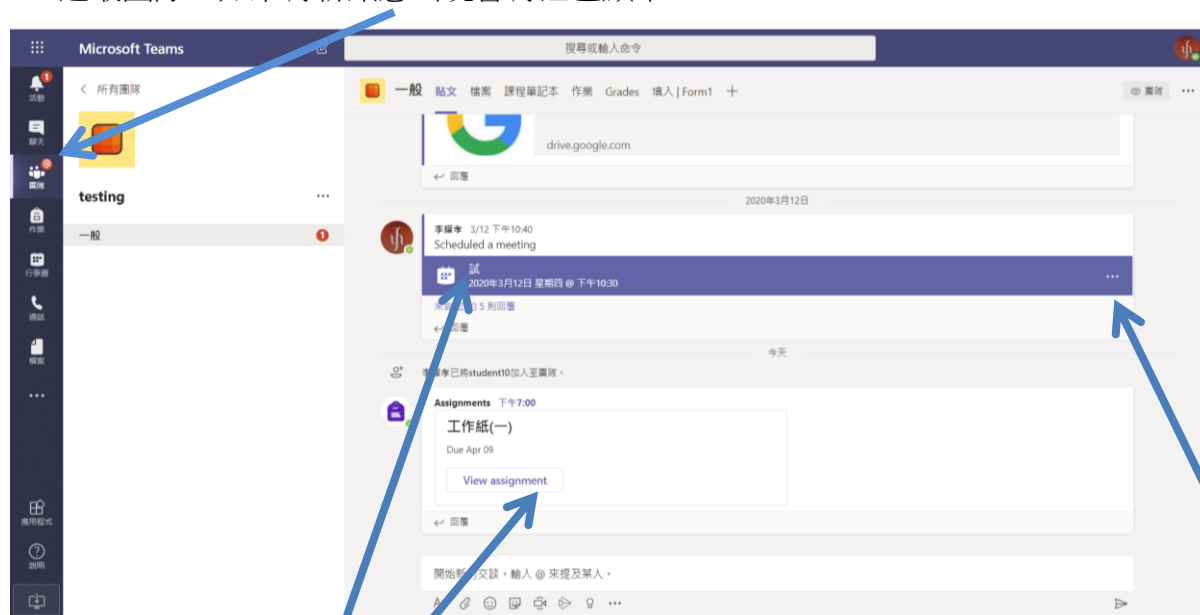 Microsoft Teams
搜尋或輸入命令
活動
聊天
團隊
作業
行事曆
通話
檔案
應用程式
說明
所有團隊
testing
一般
1
一般 貼文 檔案 課程筆記本 作業 Grades 填入 | Form1
團隊
drive.google.com
回覆
2020年3月12日
李耀孝 3/12 下午10:40
Scheduled a meeting
試
2020年3月12日 星期四 @ 下午10:30
5 則回覆
回覆
今天
李耀孝已將student10加入至團隊。
Assignments 下午7:00
工作紙(一)
Due Apr 09
View assignment
回覆
開始新的交談。輸入 @ 來提及某人。